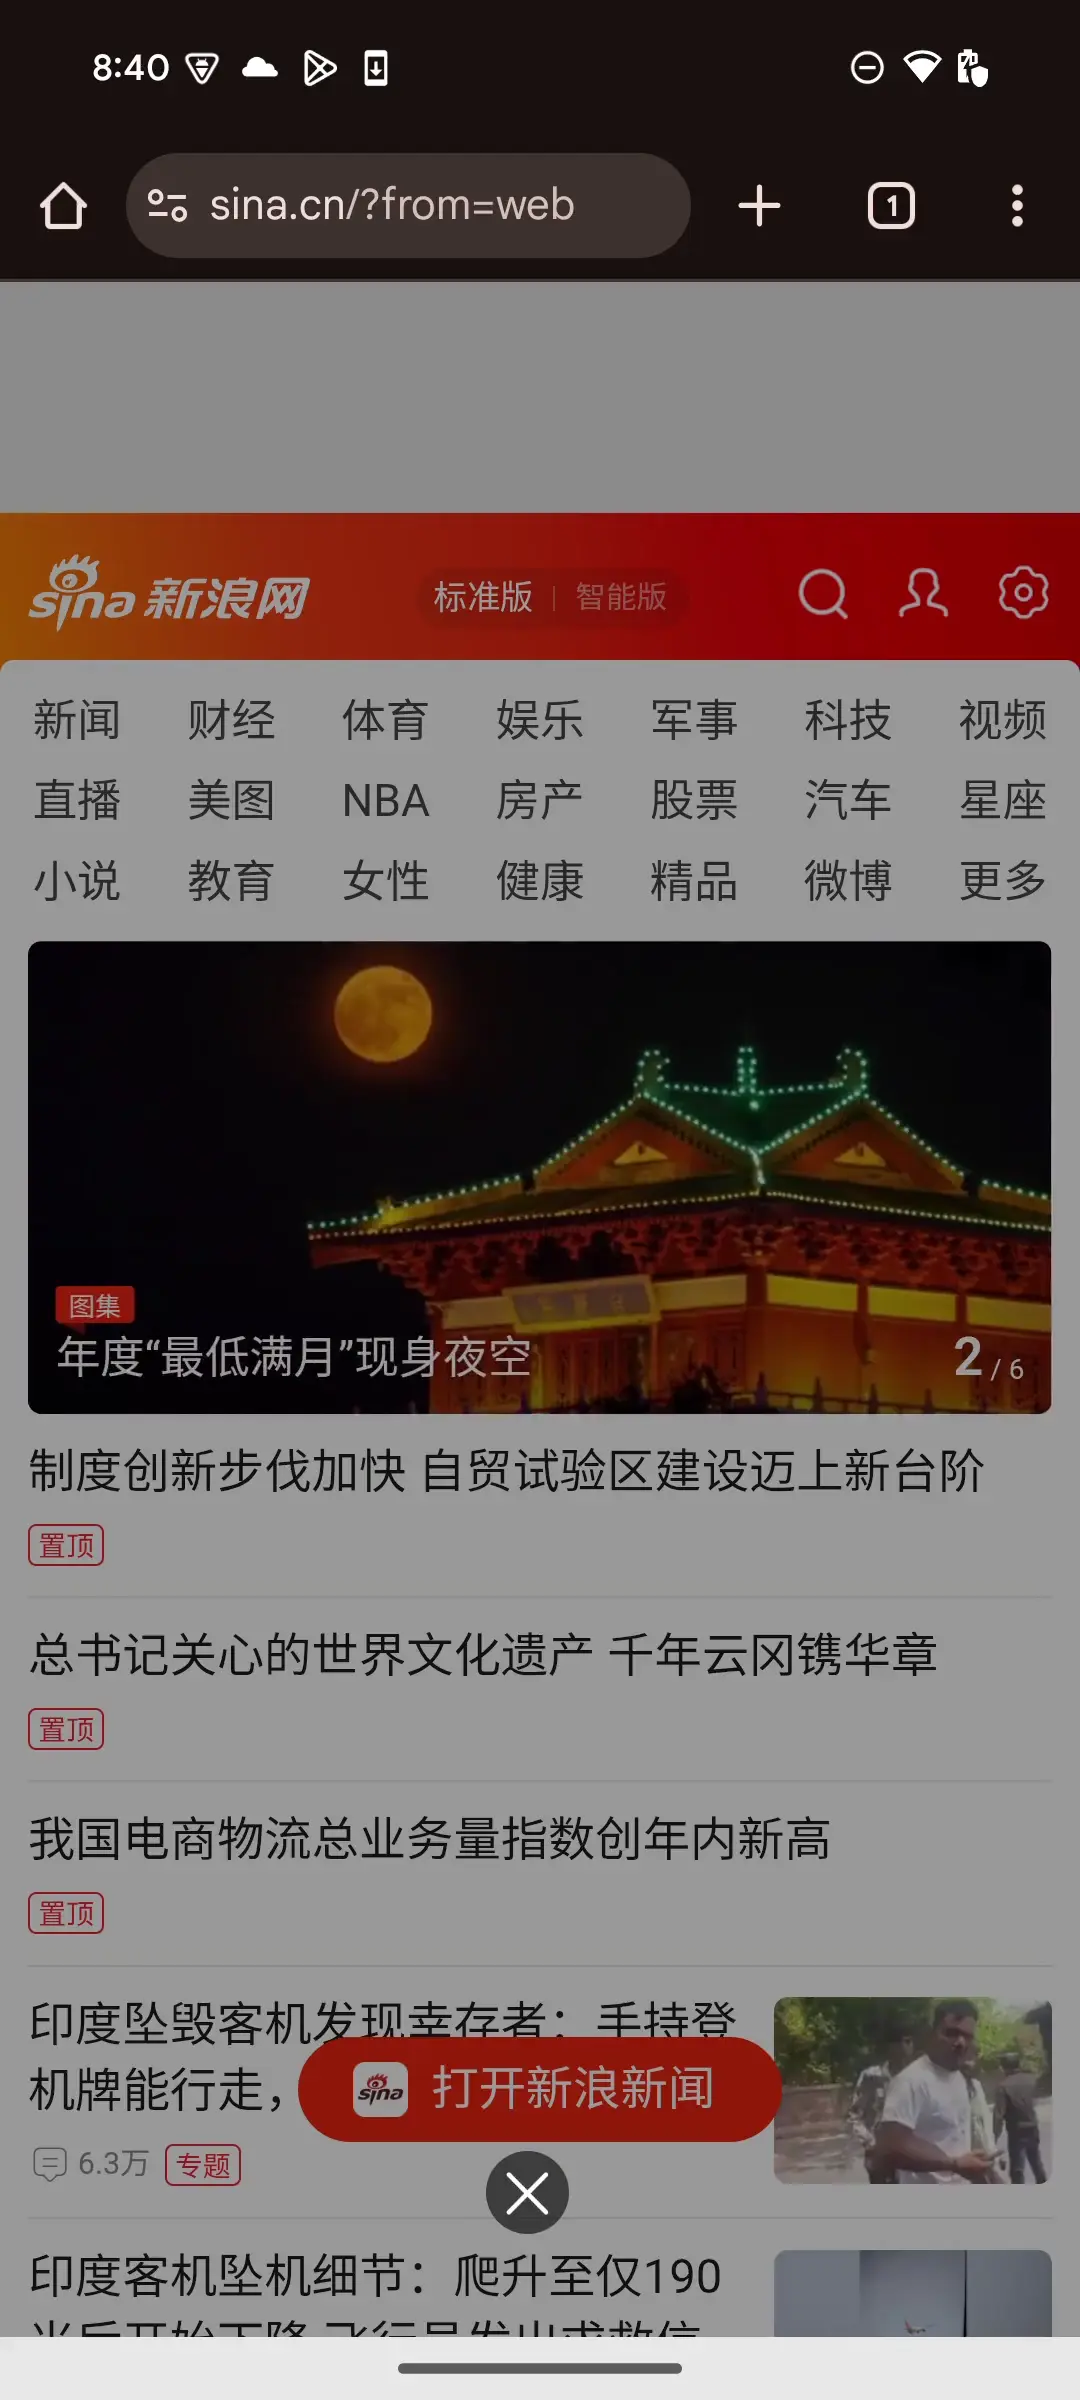 8:40
sina.cn/?from=web
1
sina 新浪网
标准版 | 智能版
新闻 财经 体育 娱乐 军事 科技 视频
直播 美图 NBA 房产 股票 汽车 星座
小说 教育 女性 健康 精品 微博 更多
图集
年度“最低满月”现身夜空
2 / 6
制度创新步伐加快 自贸试验区建设迈上新台阶
置顶
总书记关心的世界文化遗产 千年云冈镌华章
置顶
我国电商物流总业务量指数创年内新高
置顶
印度坠毁客机发现幸存者：手持登
机牌能行走，
sina 打开新浪新闻
6.3万 专题
印度客机坠机细节：爬升至仅190